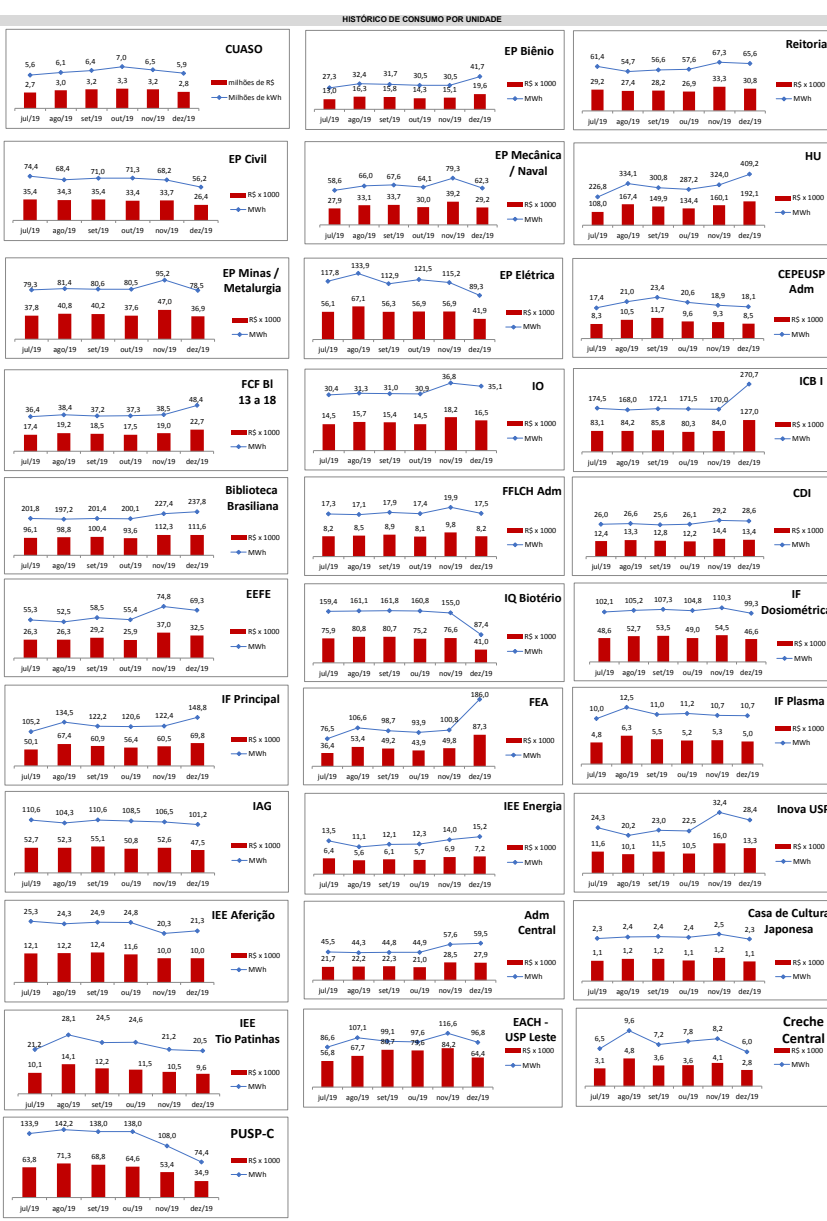 HISTÓRICO DE CONSUMO POR UNIDADE
CUASO
5,6 6,1 6,4 7,0 6,5 5,9
2,7 3,0 3,2 3,3 3,2 2,8
milhões de R$
Milhões de kWh
jul/19 ago/19 set/19 out/19 nov/19 dez/19
EP Biênio
27,3 32,4 31,7 30,5 30,5 41,7
13,0 16,3 15,8 14,3 15,1 19,6
R$ x 1000
MWh
jul/19 ago/19 set/19 out/19 nov/19 dez/19
Reitoria
61,4 54,7 56,6 57,6 67,3 65,6
29,2 27,4 28,2 26,9 33,3 30,8
R$ x 1000
MWh
jul/19 ago/19 set/19 out/19 nov/19 dez/19
EP Civil
74,4 68,4 71,0 71,3 68,2 56,2
35,4 34,3 35,4 33,4 33,7 26,4
R$ x 1000
MWh
jul/19 ago/19 set/19 out/19 nov/19 dez/19
EP Mecânica
/ Naval
58,6 66,0 67,6 64,1 79,3 62,3
27,9 33,1 33,7 30,0 39,2 29,2
R$ x 1000
MWh
jul/19 ago/19 set/19 out/19 nov/19 dez/19
HU
226,8 334,1 300,8 287,2 324,0 409,2
108,0 167,4 149,9 134,4 160,1 192,1
R$ x 1000
MWh
jul/19 ago/19 set/19 out/19 nov/19 dez/19
EP Minas /
Metalurgia
79,3 81,4 80,6 80,5 95,2 78,5
37,8 40,8 40,2 37,6 47,0 36,9
R$ x 1000
MWh
jul/19 ago/19 set/19 out/19 nov/19 dez/19
EP Elétrica
117,8 133,9 112,9 121,5 115,2 89,3
56,1 67,1 56,3 56,9 56,9 41,9
R$ x 1000
MWh
jul/19 ago/19 set/19 out/19 nov/19 dez/19
CEPEUSP
Adm
17,4 21,0 23,4 20,6 18,9 18,1
8,3 10,5 11,7 9,6 9,3 8,5
R$ x 1000
MWh
jul/19 ago/19 set/19 out/19 nov/19 dez/19
FCF Bl
13 a 18
36,4 38,4 37,2 37,3 38,5 48,4
17,4 19,2 18,5 17,5 19,0 22,7
R$ x 1000
MWh
jul/19 ago/19 set/19 out/19 nov/19 dez/19
IO
30,4 31,3 31,0 30,9 36,8 35,1
14,5 15,7 15,4 14,5 18,2 16,5
R$ x 1000
MWh
jul/19 ago/19 set/19 out/19 nov/19 dez/19
ICB I
174,5 168,0 172,1 171,5 170,0 270,7
83,1 84,2 85,8 80,3 84,0 127,0
R$ x 1000
MWh
jul/19 ago/19 set/19 out/19 nov/19 dez/19
Biblioteca
Brasiliana
201,8 197,2 201,4 200,1 227,4 237,8
96,1 98,8 100,4 93,6 112,3 111,6
R$ x 1000
MWh
jul/19 ago/19 set/19 out/19 nov/19 dez/19
FFLCH Adm
17,3 17,1 17,9 17,4 19,9 17,5
8,2 8,5 8,9 8,1 9,8 8,2
R$ x 1000
MWh
jul/19 ago/19 set/19 out/19 nov/19 dez/19
CDI
26,0 26,6 25,6 26,1 29,2 28,6
12,4 13,3 12,8 12,2 14,4 13,4
R$ x 1000
MWh
jul/19 ago/19 set/19 out/19 nov/19 dez/19
EEFE
55,3 52,5 58,5 55,4 74,8 69,3
26,3 26,3 29,2 25,9 37,0 32,5
R$ x 1000
MWh
jul/19 ago/19 set/19 out/19 nov/19 dez/19
IQ Biotério
159,4 161,1 161,8 160,8 155,0 87,4
75,9 80,8 80,7 75,2 76,6 41,0
R$ x 1000
MWh
jul/19 ago/19 set/19 out/19 nov/19 dez/19
IF
Dosiométrica
102,1 105,2 107,3 104,8 110,3 99,3
48,6 52,7 53,5 49,0 54,5 46,6
R$ x 1000
MWh
jul/19 ago/19 set/19 ou/19 nov/19 dez/19
IF Principal
105,2 134,5 122,2 120,6 122,4 148,8
50,1 67,4 60,9 56,4 60,5 69,8
R$ x 1000
MWh
jul/19 ago/19 set/19 ou/19 nov/19 dez/19
FEA
76,5 106,6 98,7 93,9 100,8 186,0
36,4 53,4 49,2 43,9 49,8 87,3
R$ x 1000
MWh
jul/19 ago/19 set/19 ou/19 nov/19 dez/19
IF Plasma
10,0 12,5 11,0 11,2 10,7 10,7
4,8 6,3 5,5 5,2 5,3 5,0
R$ x 1000
MWh
jul/19 ago/19 set/19 ou/19 nov/19 dez/19
IAG
110,6 104,3 110,6 108,5 106,5 101,2
52,7 52,3 55,1 50,8 52,6 47,5
R$ x 1000
MWh
jul/19 ago/19 set/19 ou/19 nov/19 dez/19
IEE Energia
13,5 11,1 12,1 12,3 14,0 15,2
6,4 5,6 6,1 5,7 6,9 7,2
R$ x 1000
MWh
jul/19 ago/19 set/19 ou/19 nov/19 dez/19
Inova USP
24,3 20,2 23,0 22,5 32,4 28,4
11,6 10,1 11,5 10,5 16,0 13,3
R$ x 1000
MWh
jul/19 ago/19 set/19 ou/19 nov/19 dez/19
IEE Aferição
25,3 24,3 24,9 24,8 20,3 21,3
12,1 12,2 12,4 11,6 10,0 10,0
R$ x 1000
MWh
jul/19 ago/19 set/19 ou/19 nov/19 dez/19
Adm
Central
45,5 44,3 44,8 44,9 57,6 59,5
21,7 22,2 22,3 21,0 28,5 27,9
R$ x 1000
MWh
jul/19 ago/19 set/19 ou/19 nov/19 dez/19
Casa de Cultura
Japonesa
2,3 2,4 2,4 2,4 2,5 2,3
1,1 1,2 1,2 1,1 1,2 1,1
R$ x 1000
MWh
jul/19 ago/19 set/19 ou/19 nov/19 dez/19
IEE
Tio Patinhas
21,2 28,1 24,5 24,6 21,2 20,5
10,1 14,1 12,2 11,5 10,5 9,6
R$ x 1000
MWh
jul/19 ago/19 set/19 ou/19 nov/19 dez/19
EACH -
USP Leste
86,6 107,1 99,1 97,6 116,6 96,8
56,8 67,7 80,7 79,6 84,2 64,4
R$ x 1000
MWh
jul/19 ago/19 set/19 ou/19 nov/19 dez/19
Creche
Central
6,5 9,6 7,2 7,8 8,2 6,0
3,1 4,8 3,6 3,6 4,1 2,8
R$ x 1000
MWh
jul/19 ago/19 set/19 ou/19 nov/19 dez/19
PUSP-C
133,9 142,2 138,0 138,0 108,0 74,4
63,8 71,3 68,8 64,6 53,4 34,9
R$ x 1000
MWh
jul/19 ago/19 set/19 ou/19 nov/19 dez/19